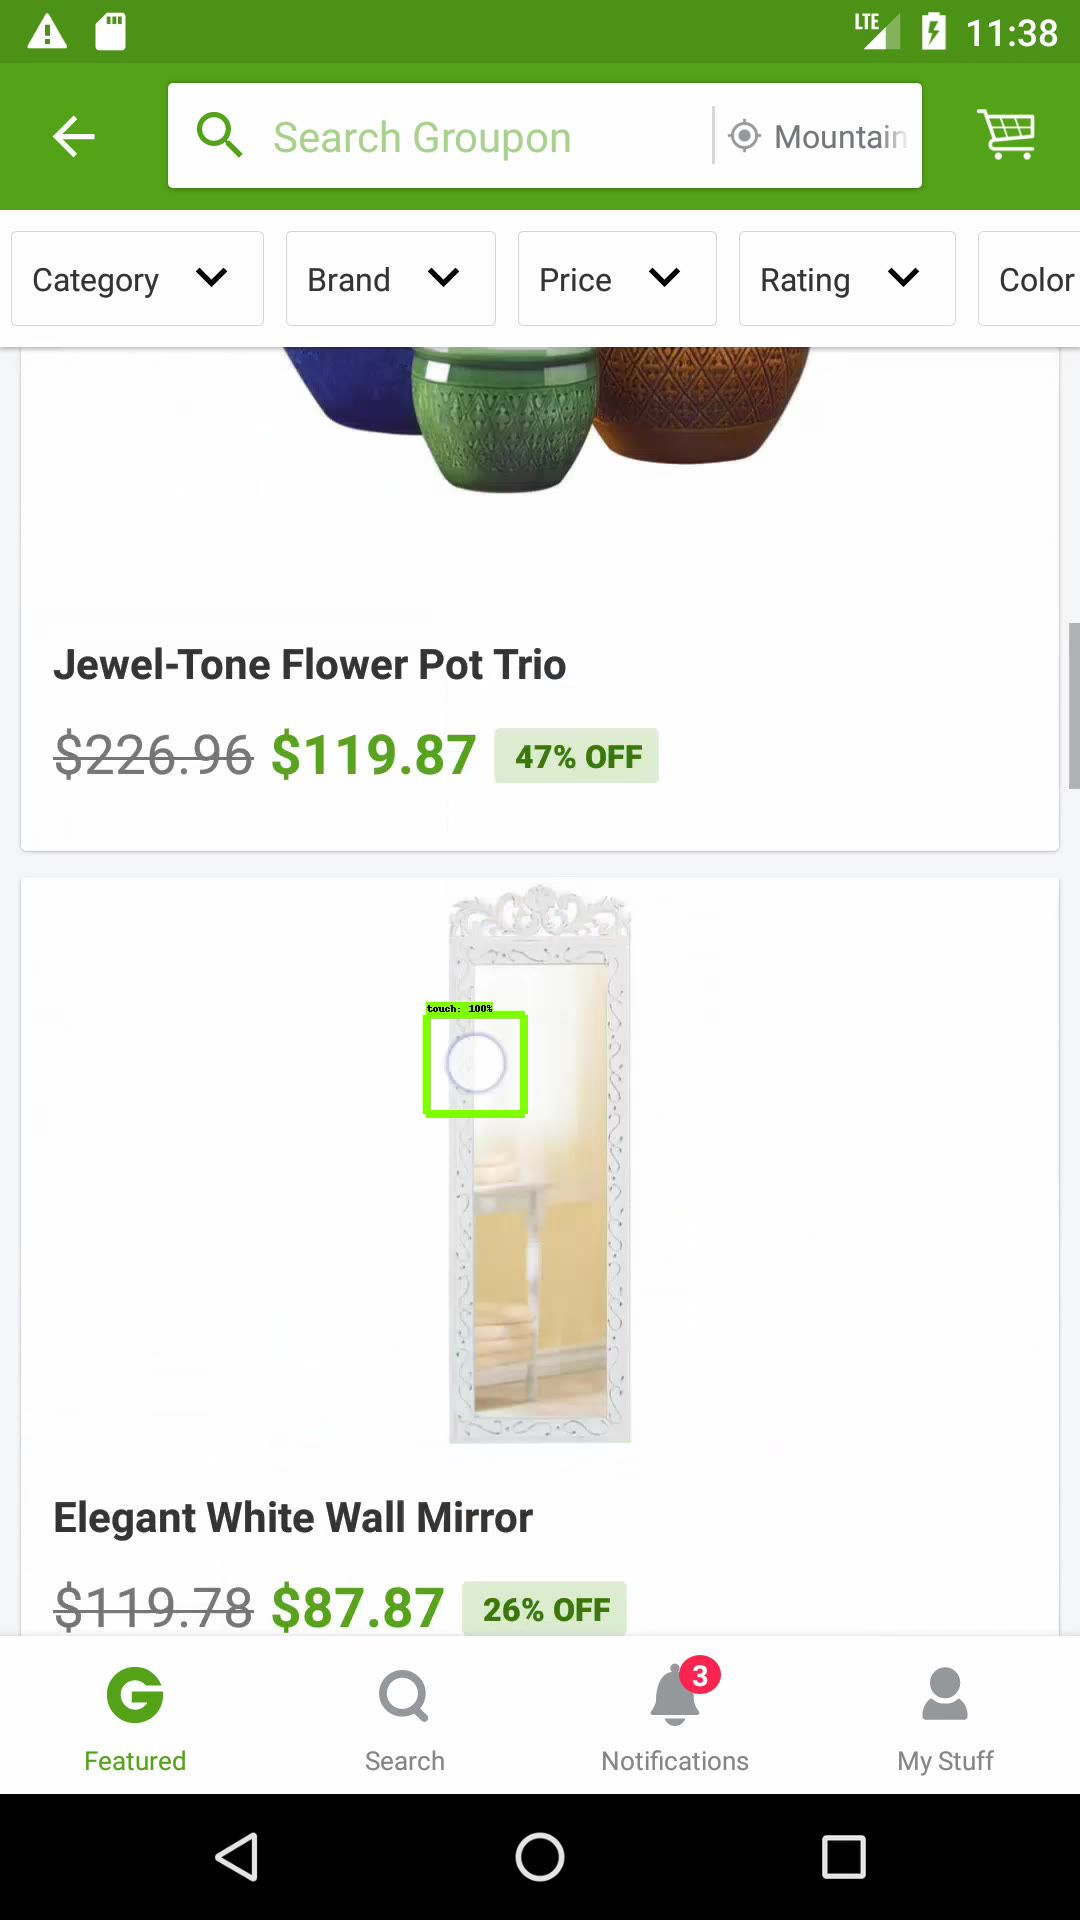 LTE 11:38
Search Groupon Mountain
Category Brand Price Rating Color
Jewel-Tone Flower Pot Trio
$226.96 $119.87 47% OFF
touch: 100%
Elegant White Wall Mirror
$119.78 $87.87 26% OFF
3
Featured Search Notifications My Stuff